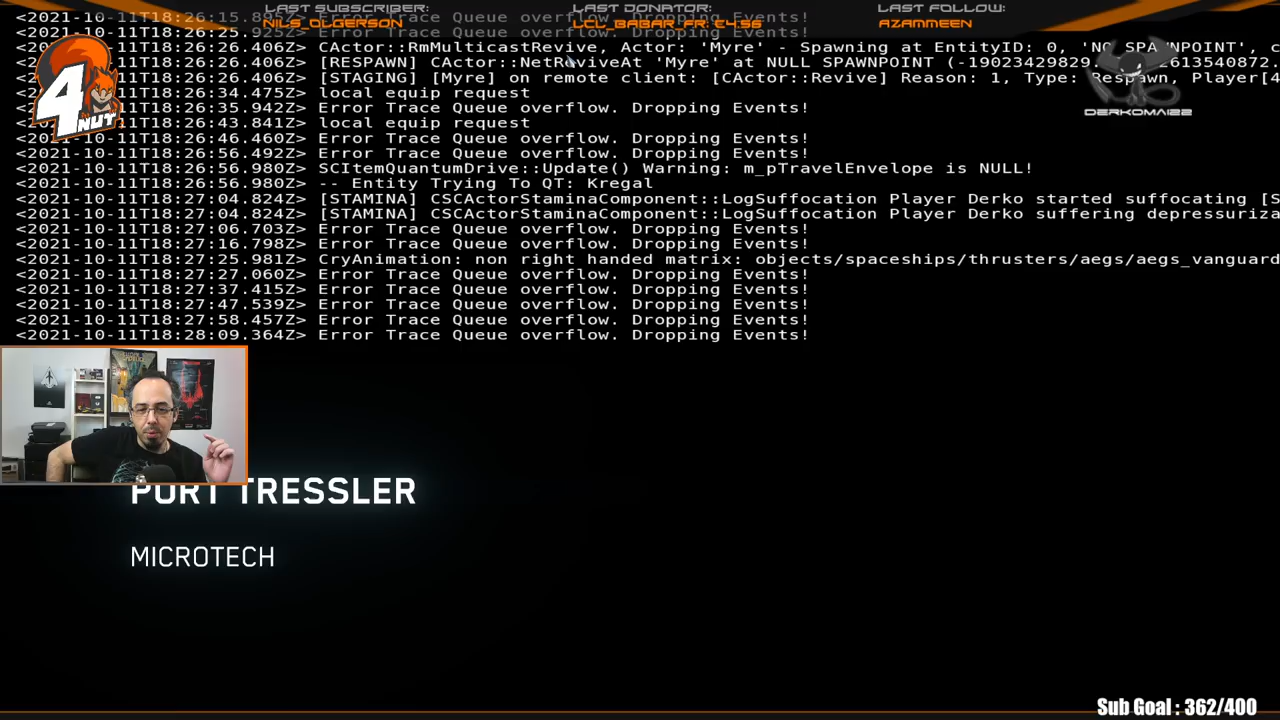 LAST SUBSCRIBER:
NILS_OLGERSON
LAST DONATOR:
LAST FOLLOW:
AZAMMEEN
Error Trace Queue overflow. Dropping Events!
Error Trace Queue overflow. Dropping Events!
<2021-10-11T18:26:26.406Z> CActor::RmMulticastRevive, Actor: 'Myre' - Spawning at EntityID: 0,
<2021-10-11T18:26:26.406Z> [RESPAWN] CActor::NetReviveAt 'Myre' at NULL SPAWNPOINT
<2021-10-11T18:26:26.406Z> [STAGING] [Myre] on remote client: [CActor::Revive] Reason: 1, Type: Respawn,
<2021-10-11T18:26:34.475Z> local equip request
<2021-10-11T18:26:35.942Z> Error Trace Queue overflow. Dropping Events!
<2021-10-11T18:26:43.841Z> local equip request
<2021-10-11T18:26:46.460Z> Error Trace Queue overflow. Dropping Events!
<2021-10-11T18:26:56.492Z> Error Trace Queue overflow. Dropping Events!
<2021-10-11T18:26:56.980Z> SCItemQuantumDrive::Update() Warning: m_pTravelEnvelope is NULL!
<2021-10-11T18:26:56.980Z> -- Entity Trying To QT: Kregal
<2021-10-11T18:27:04.824Z> [STAMINA] CSCActorStaminaComponent::LogSuffocation Player Derko started suffocating [S
<2021-10-11T18:27:04.824Z> [STAMINA] CSCActorStaminaComponent::LogSuffocation Player Derko suffering depressuriza
<2021-10-11T18:27:06.703Z> Error Trace Queue overflow. Dropping Events!
<2021-10-11T18:27:16.798Z> Error Trace Queue overflow. Dropping Events!
<2021-10-11T18:27:25.981Z> CryAnimation: non right handed matrix: objects/spaceships/thrusters/aegs/aegs_vanguard
<2021-10-11T18:27:27.060Z> Error Trace Queue overflow. Dropping Events!
<2021-10-11T18:27:37.415Z> Error Trace Queue overflow. Dropping Events!
<2021-10-11T18:27:47.539Z> Error Trace Queue overflow. Dropping Events!
<2021-10-11T18:27:58.457Z> Error Trace Queue overflow. Dropping Events!
<2021-10-11T18:28:09.364Z> Error Trace Queue overflow. Dropping Events!
4
NUT
DERKOMAI22
PORT TRESSLER
MICROTECH
Sub Goal : 362/400